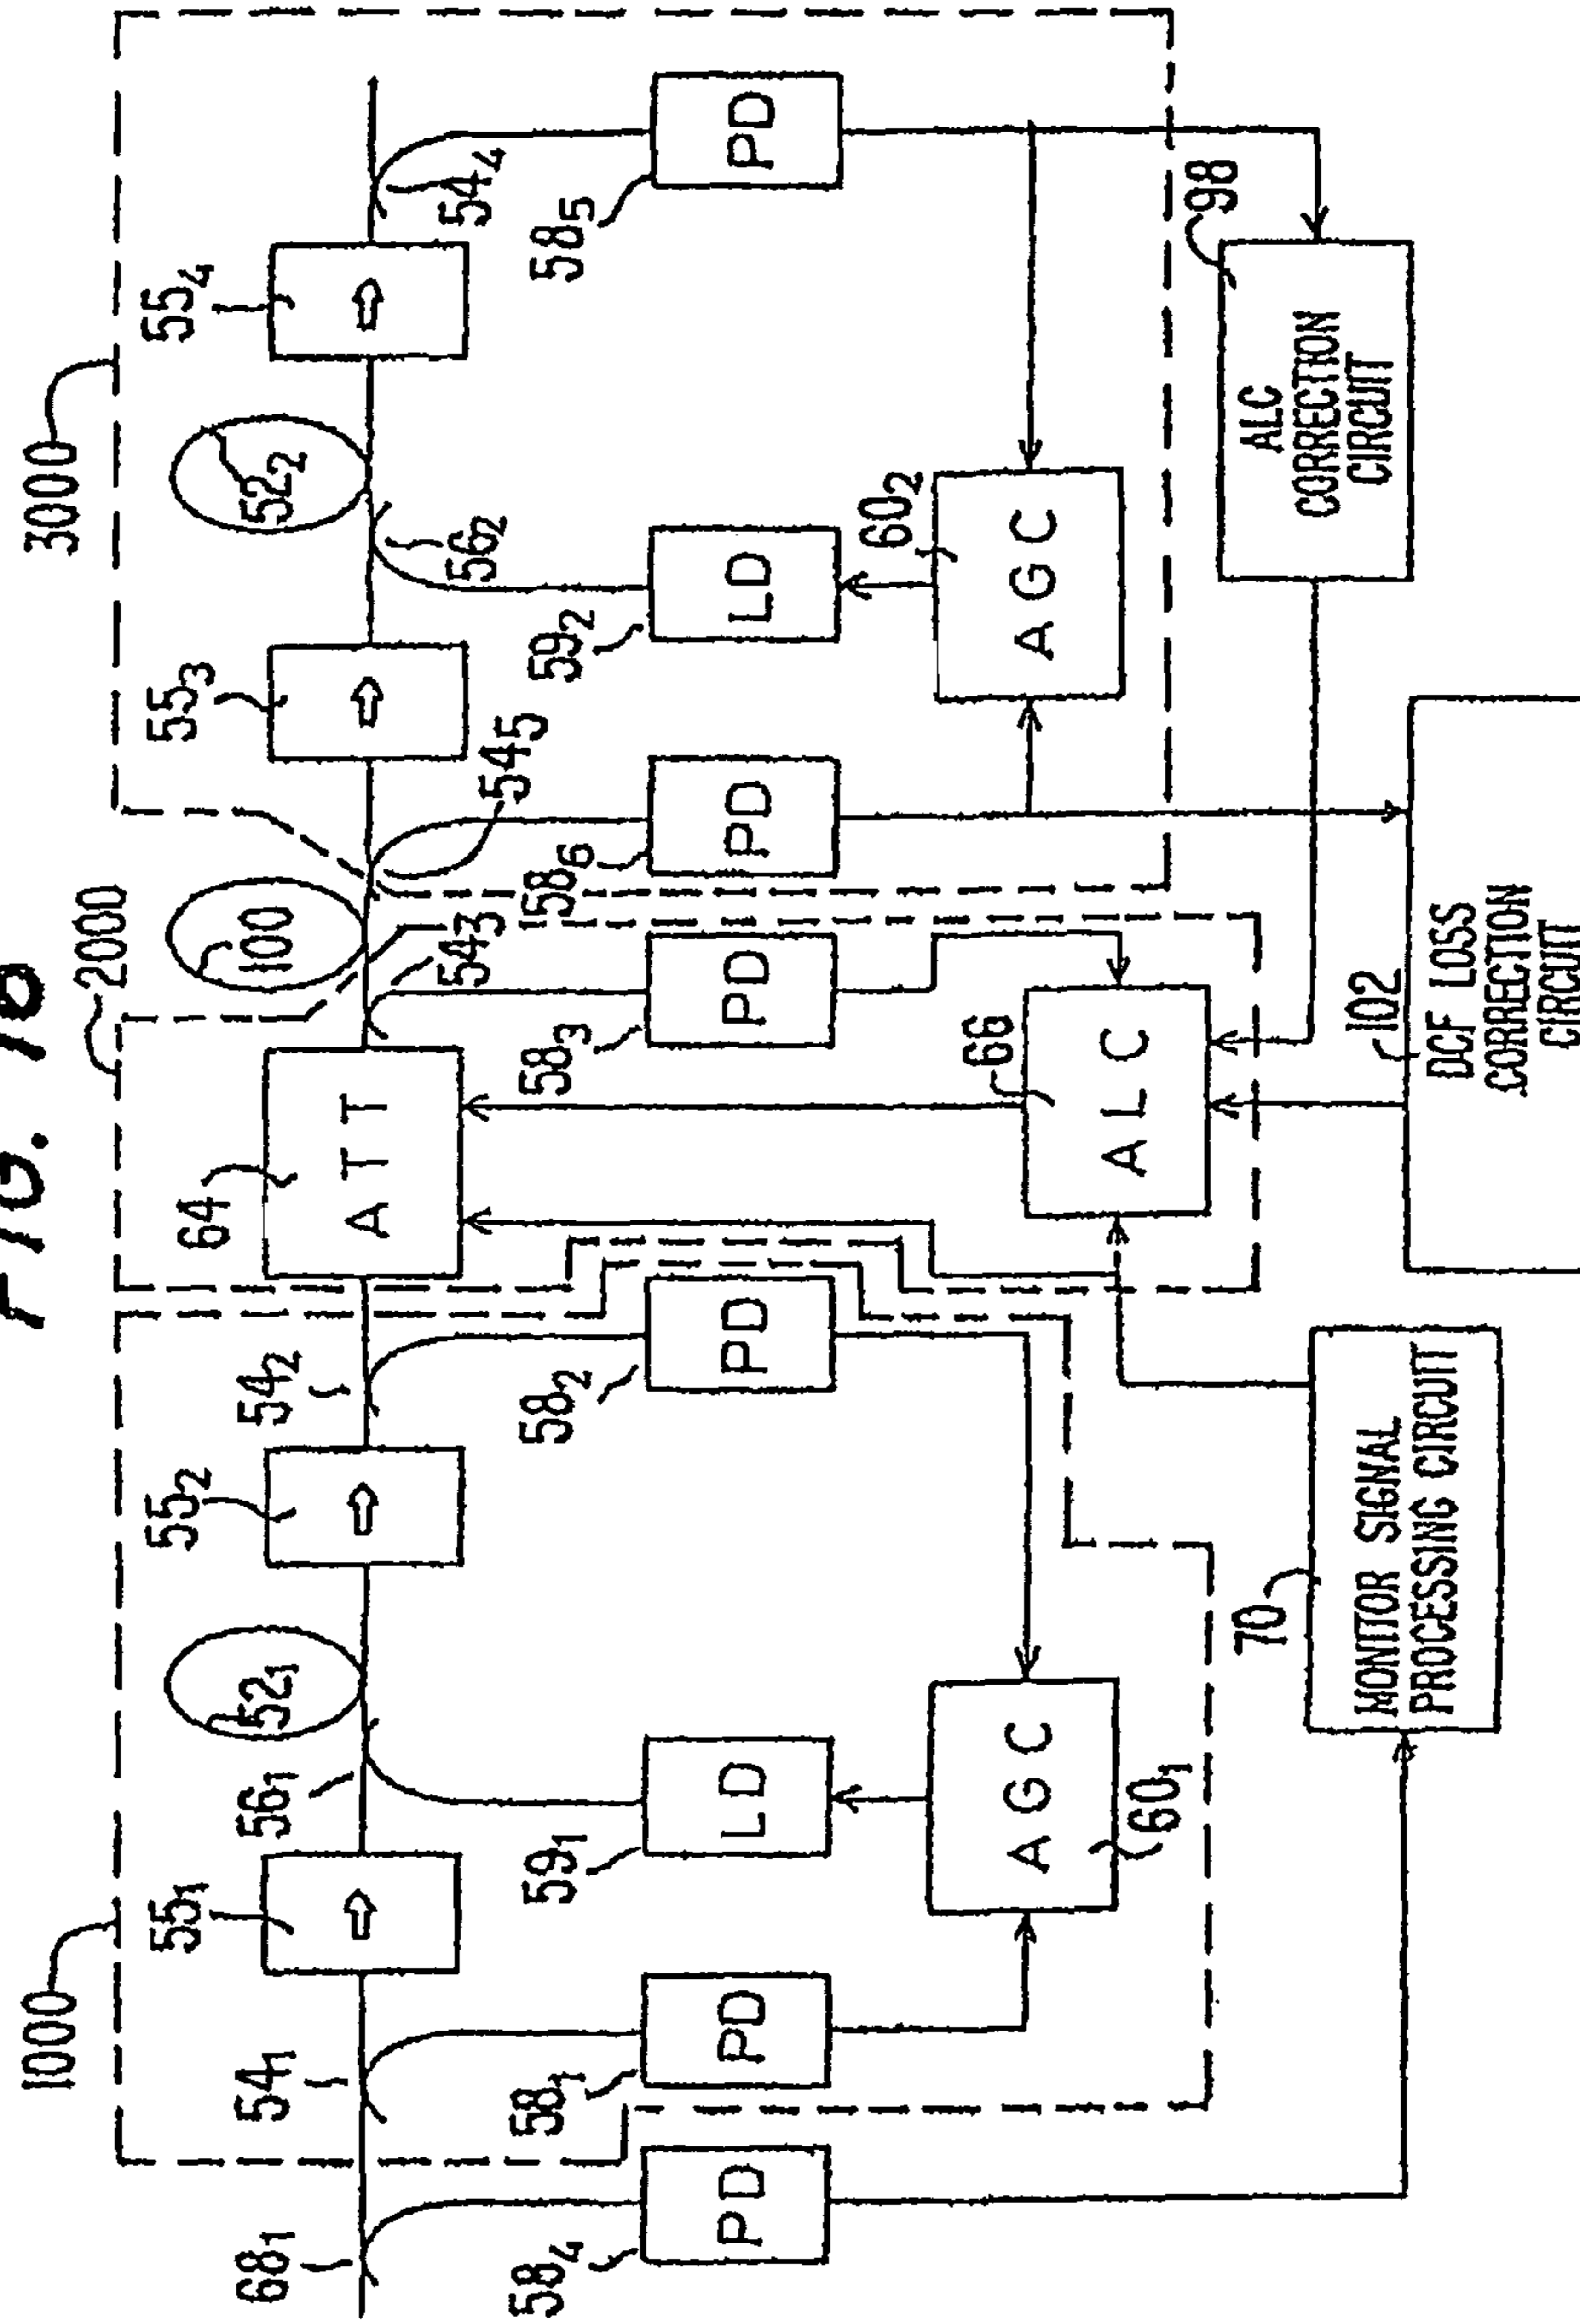 FIG. 18
1000
2000
3000
68₁
54₁
55₁
56₁
52₁
55₂
54₂
64
ATT
54₃
100
54₅
55₃
56₂
52₂
55₄
54₄
58₄
PD
58₁
PD
59₁
LD
58₂
PD
58₃
PD
58₆
PD
59₂
LD
58₅
PD
AGC
60₁
66
ALC
AGC
60₂
70
MONITOR SIGNAL
PROCESSING CIRCUIT
102
DCF LOSS
CORRECTION
CIRCUIT
98
ALC
CORRECTION
CIRCUIT